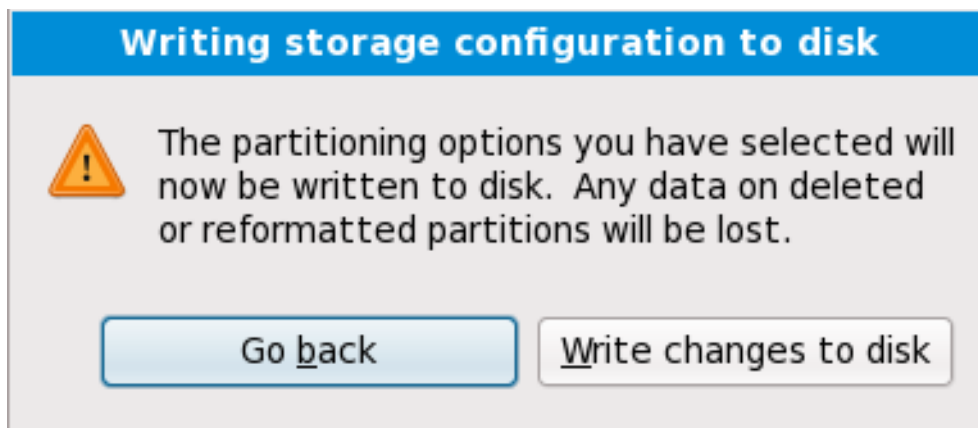 Writing storage configuration to disk
The partitioning options you have selected will
now be written to disk.  Any data on deleted
or reformatted partitions will be lost.
Go back
Write changes to disk